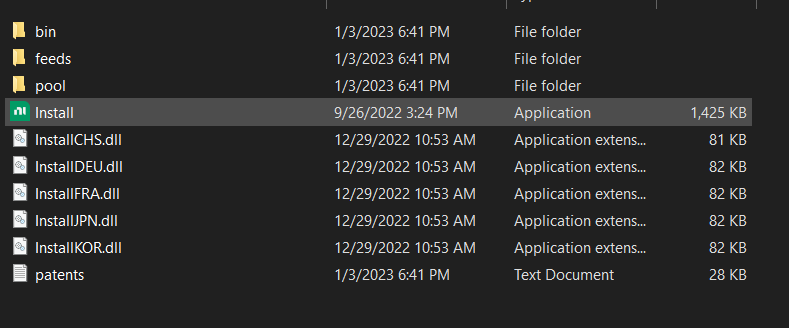 bin 1/3/2023 6:41 PM File folder
feeds 1/3/2023 6:41 PM File folder
pool 1/3/2023 6:41 PM File folder
Install 9/26/2022 3:24 PM Application 1,425 KB
InstallCHS.dll 12/29/2022 10:53 AM Application extens... 81 KB
InstallDEU.dll 12/29/2022 10:53 AM Application extens... 82 KB
InstallFRA.dll 12/29/2022 10:53 AM Application extens... 82 KB
InstallJPN.dll 12/29/2022 10:53 AM Application extens... 82 KB
InstallKOR.dll 12/29/2022 10:53 AM Application extens... 82 KB
patents 1/3/2023 6:41 PM Text Document 28 KB